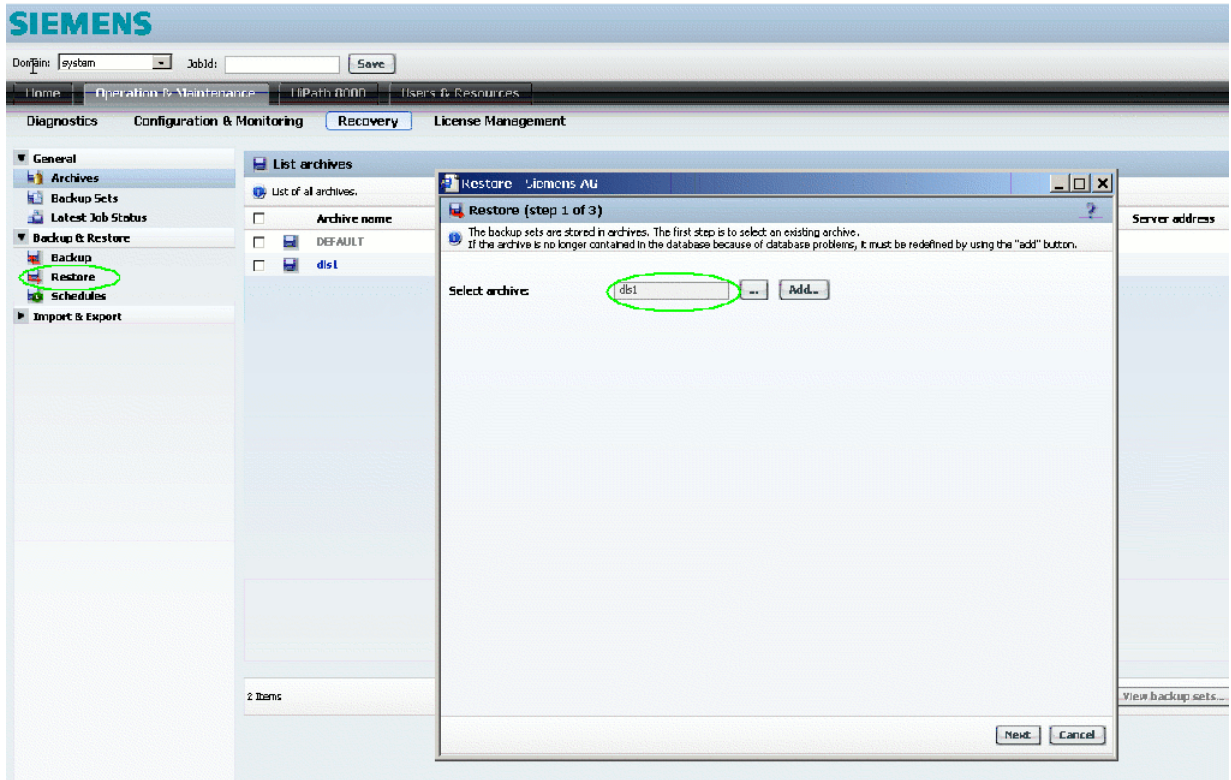 SIEMENS
Domain: system JobId: Save
Home Operation & Maintenance HiPath 8000 Users & Resources
Diagnostics Configuration & Monitoring Recovery License Management
General
Archives
Backup Sets
Latest Job Status
Backup & Restore
Backup
Restore
Schedules
Import & Export
List archives
List of all archives.
Archive name
DEFAULT
dls1
2 Items
Restore - Siemens AG
Restore (step 1 of 3)
?
The backup sets are stored in archives. The first step is to select an existing archive.
If the archive is no longer contained in the database because of database problems, it must be redefined by using the "add" button.
Select archive: dls1 ... Add...
Next Cancel
Server address
View backup sets...